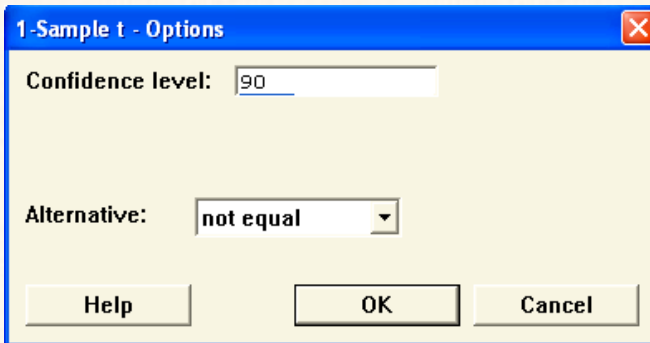 1-Sample t - Options
Confidence level: 90
Alternative: not equal
Help OK Cancel